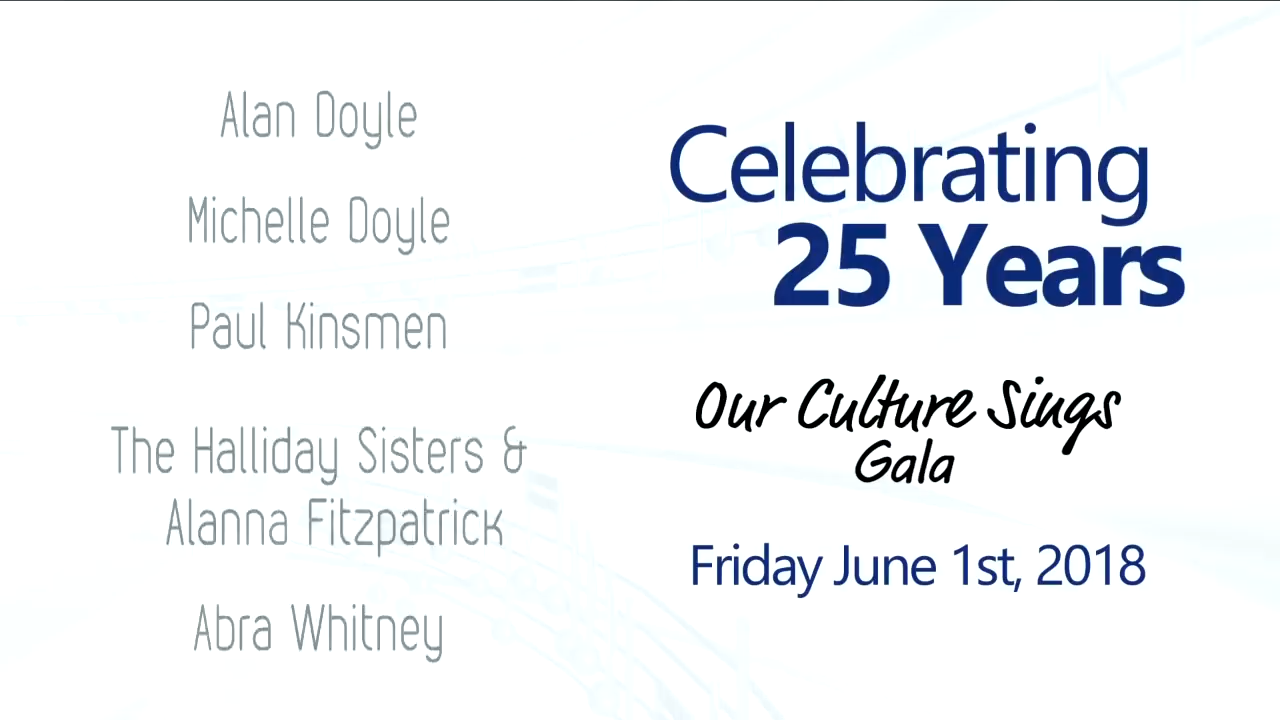 Alan Doyle
Michelle Doyle
Paul Kinsmen
The Halliday Sisters &
Alanna Fitzpatrick
Abra Whitney
Celebrating
25 Years
Our Culture Sings
Gala
Friday June 1st, 2018